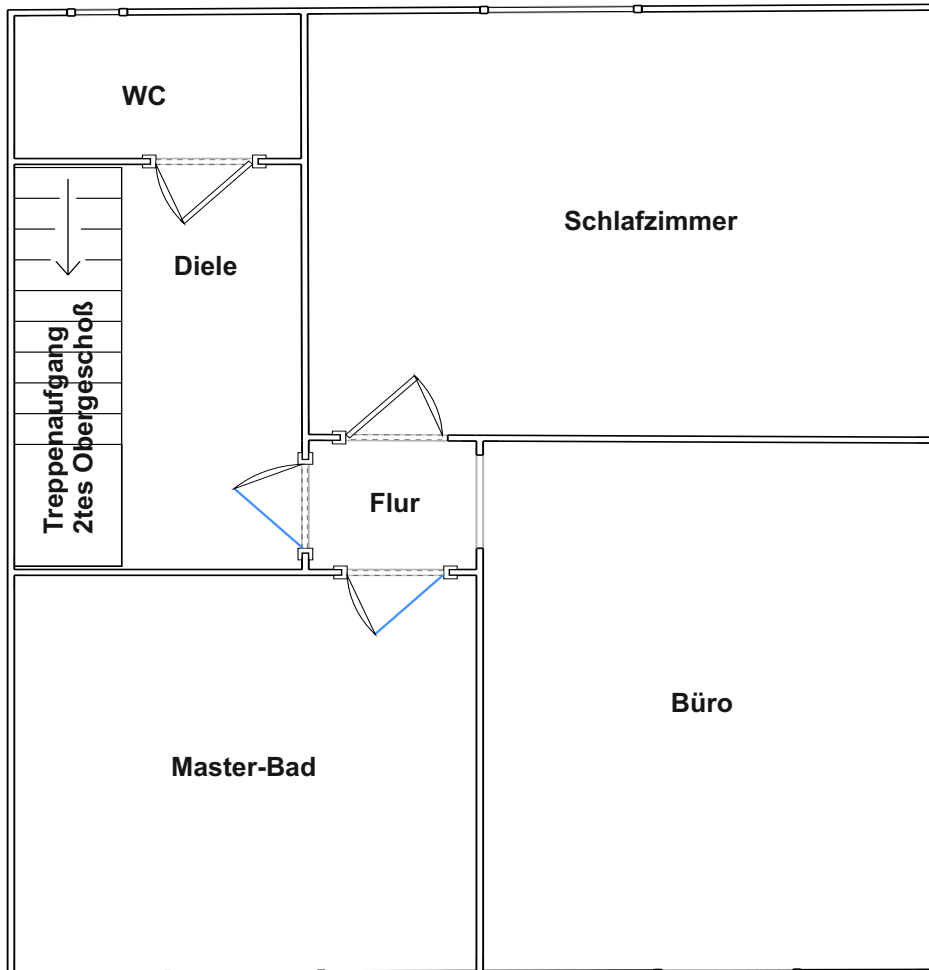 WC
Schlafzimmer
Diele
Treppenaufgang
2tes Obergeschoß
Flur
Büro
Master-Bad